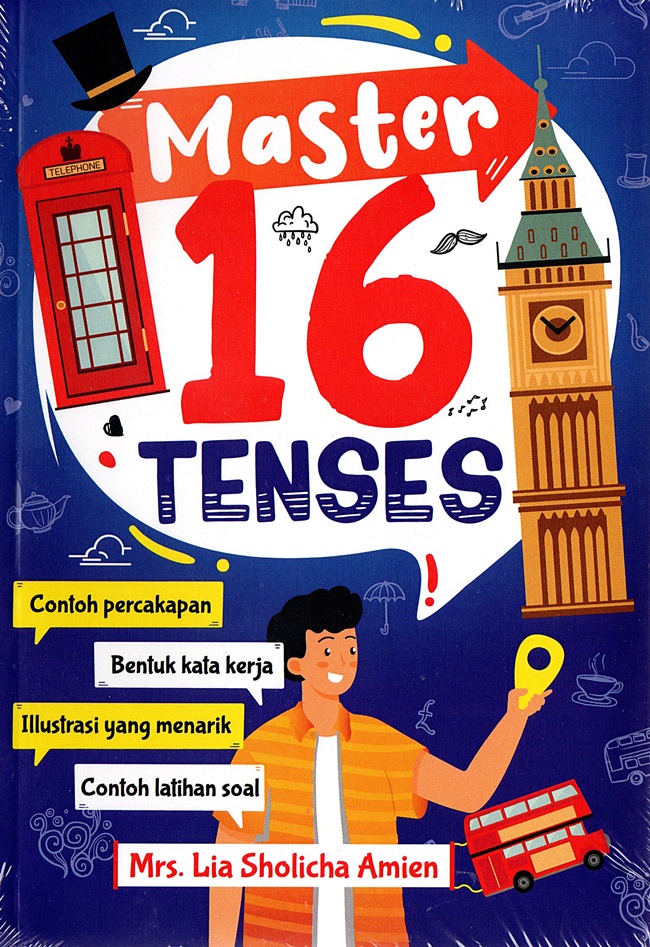 Master
TELEPHONE
16
TENSES
Contoh percakapan
Bentuk kata kerja
Illustrasi yang menarik
Contoh latihan soal
Mrs. Lia Sholicha Amien